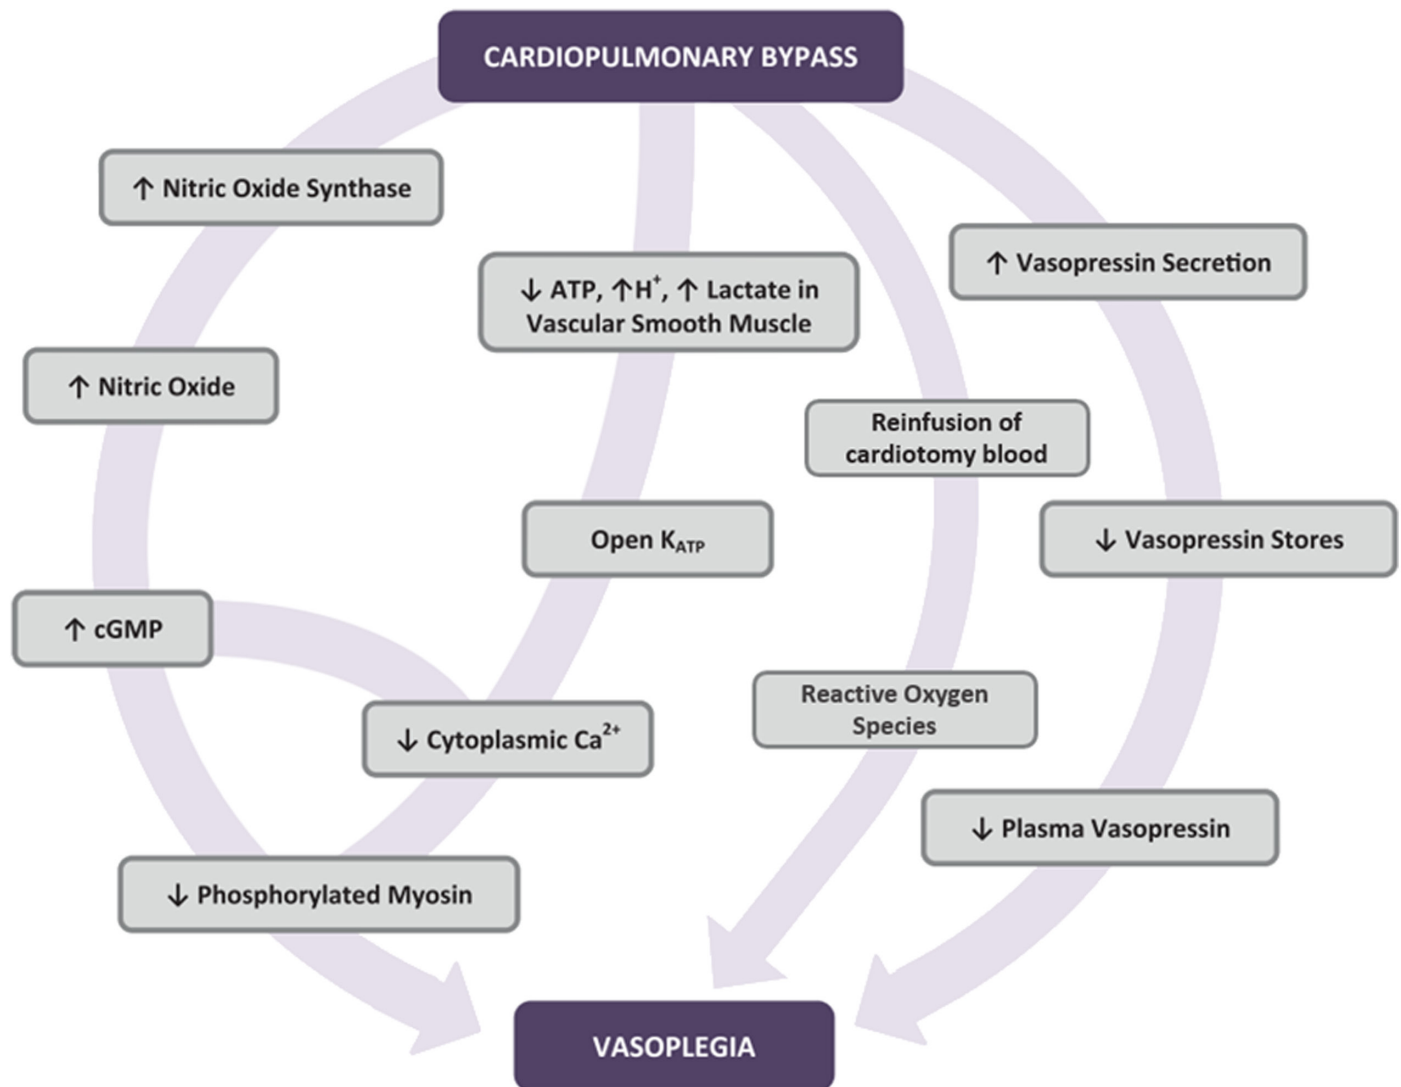 CARDIOPULMONARY BYPASS
↑ Nitric Oxide Synthase
↑ Nitric Oxide
↑ cGMP
↓ ATP, ↑H⁺, ↑ Lactate in
Vascular Smooth Muscle
Open K_ATP
↓ Cytoplasmic Ca²⁺
↓ Phosphorylated Myosin
Reinfusion of
cardiotomy blood
Reactive Oxygen
Species
↑ Vasopressin Secretion
↓ Vasopressin Stores
↓ Plasma Vasopressin
VASOPLEGIA